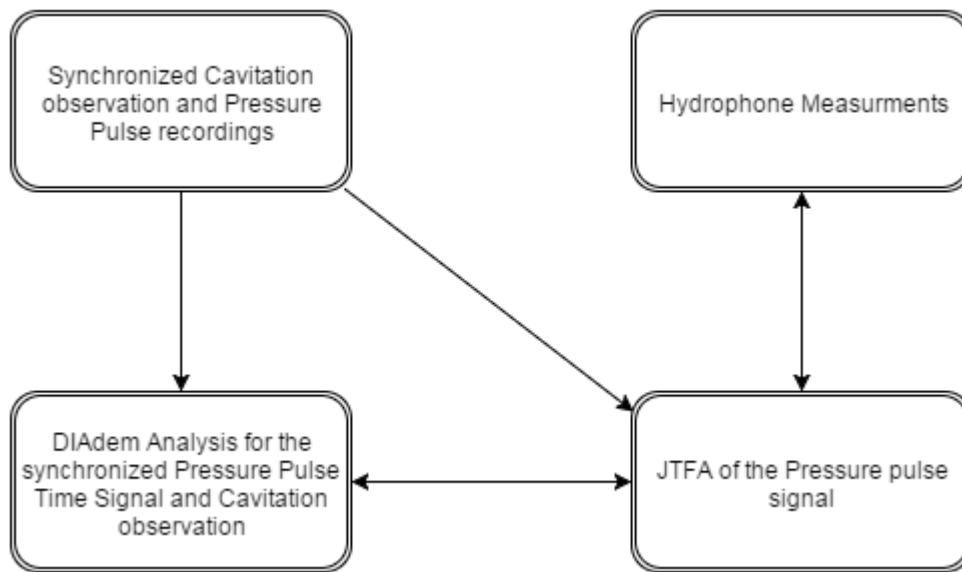 Synchronized Cavitation
observation and Pressure
Pulse recordings
Hydrophone Measurments
DIAdem Analysis for the
synchronized Pressure Pulse
Time Signal and Cavitation
observation
JTFA of the Pressure pulse
signal